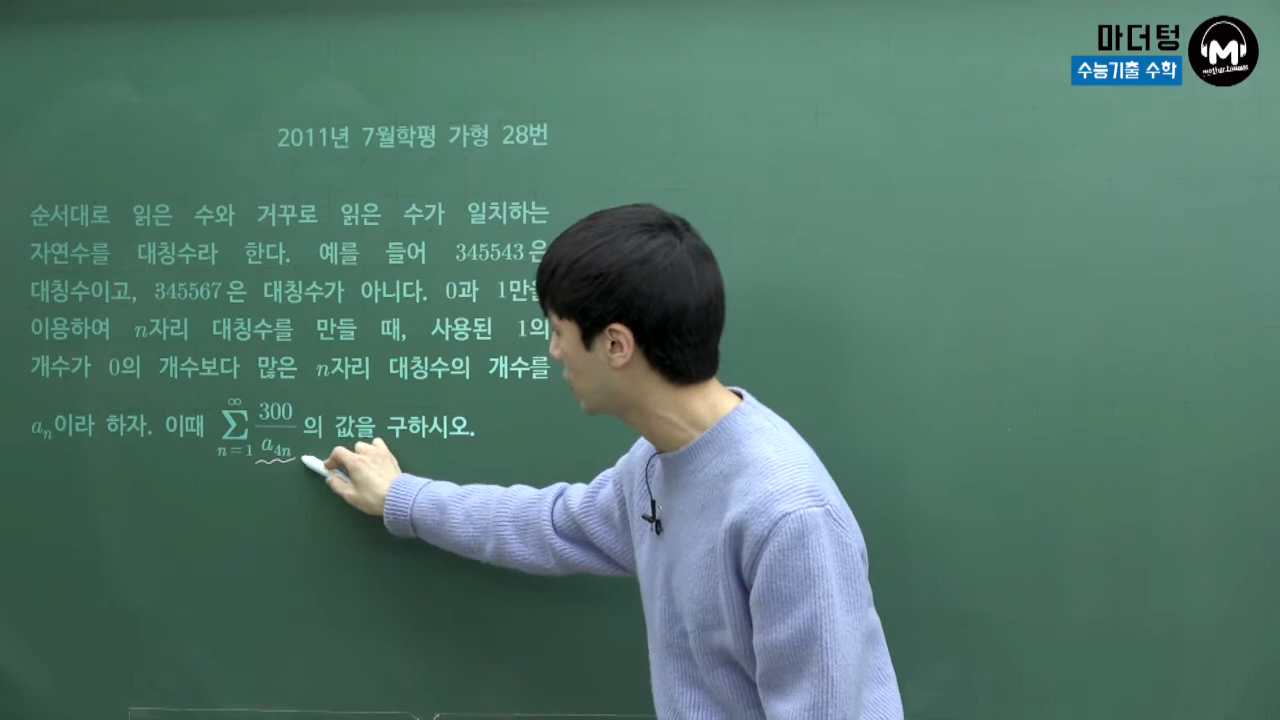 마더텅
수능기출 수학
M
2011년 7월학평 가형 28번
순서대로 읽은 수와 거꾸로 읽은 수가 일치하는
자연수를 대칭수라 한다. 예를 들어 345543은
대칭수이고, 345567은 대칭수가 아니다. 0과 1만을
이용하여 n자리 대칭수를 만들 때, 사용된 1의
개수가 0의 개수보다 많은 n자리 대칭수의 개수를
aₙ이라 하자. 이때 ∑_{n=1}^{∞} 300/a₄ₙ 의 값을 구하시오.